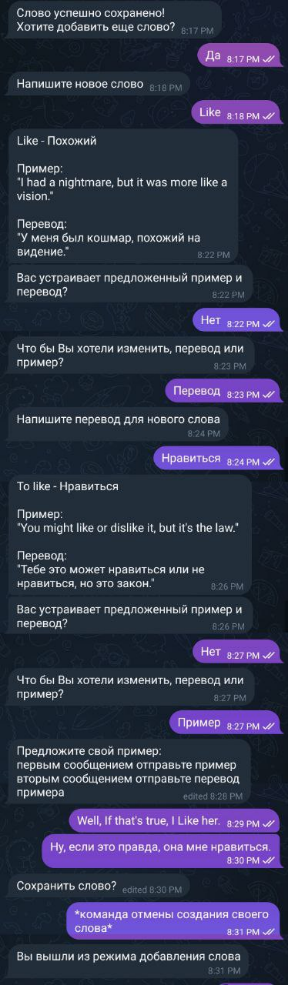 Слово успешно сохранено!
Хотите добавить еще слово? 8:17 PM
Да 8:17 PM
Напишите новое слово 8:18 PM
Like 8:18 PM
Like - Похожий
Пример:
"I had a nightmare, but it was more like a
vision."
Перевод:
"У меня был кошмар, похожий на
видение." 8:22 PM
Вас устраивает предложенный пример и
перевод? 8:22 PM
Нет 8:22 PM
Что бы Вы хотели изменить, перевод или
пример? 8:23 PM
Перевод 8:23 PM
Напишите перевод для нового слова
8:24 PM
Нравиться 8:24 PM
To like - Нравиться
Пример:
"You might like or dislike it, but it's the law."
Перевод:
"Тебе это может нравиться или не
нравиться, но это закон." 8:26 PM
Вас устраивает предложенный пример и
перевод? 8:26 PM
Нет 8:27 PM
Что бы Вы хотели изменить, перевод или
пример? 8:27 PM
Пример 8:27 PM
Предложите свой пример:
первым сообщением отправьте пример
вторым сообщением отправьте перевод
примера edited 8:28 PM
Well, If that's true, I Like her. 8:29 PM
Ну, если это правда, она мне нравиться.
8:30 PM
Сохранить слово? edited 8:30 PM
*команда отмены создания своего
слова* 8:31 PM
Вы вышли из режима добавления слова
8:31 PM